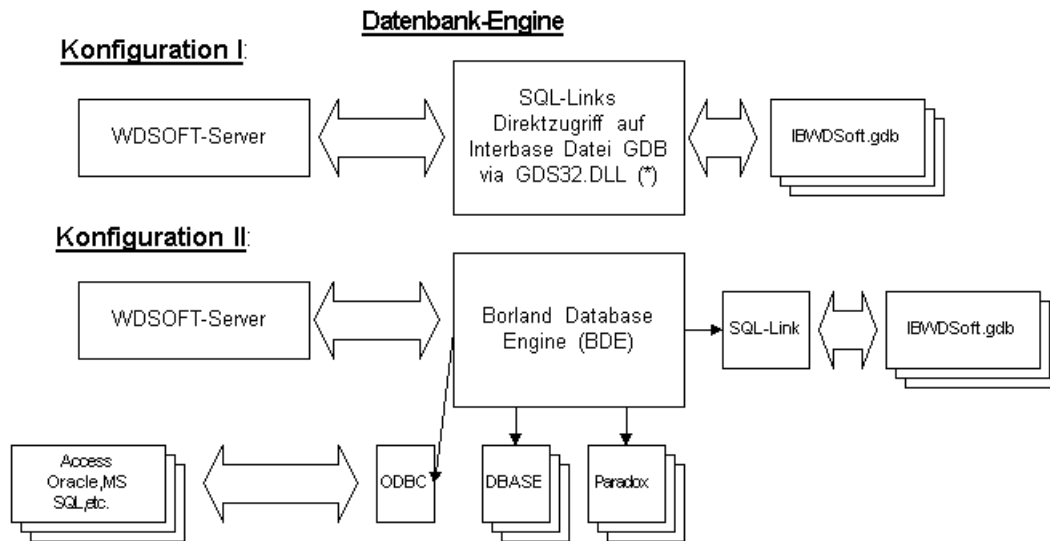 Datenbank-Engine
Konfiguration I:
WDSOFT-Server
SQL-Links
Direktzugriff auf
Interbase Datei GDB
via GDS32.DLL (*)
IBWDSoft.gdb
Konfiguration II:
WDSOFT-Server
Borland Database
Engine (BDE)
SQL-Link
IBWDSoft.gdb
Access
Oracle,MS
SQL,etc.
ODBC
DBASE
Paradox